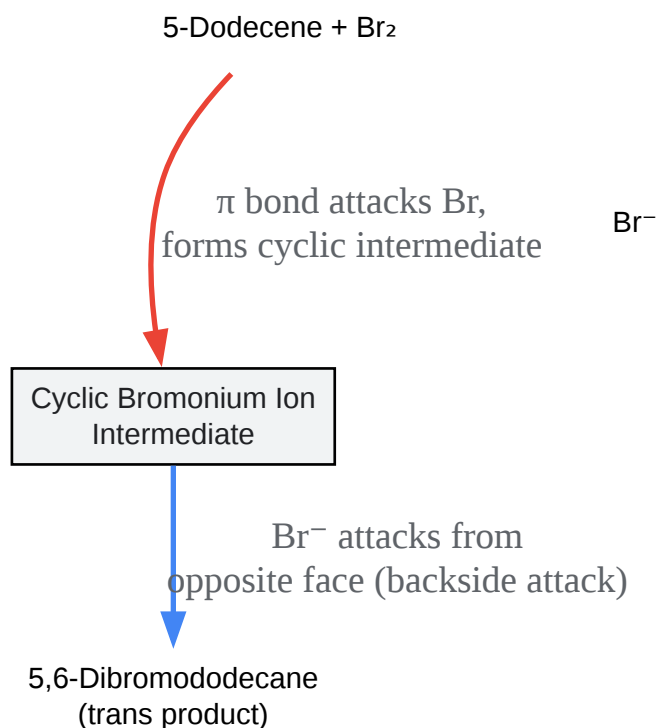 5-Dodecene + Br₂
π bond attacks Br,
forms cyclic intermediate
Br⁻
Cyclic Bromonium Ion
Intermediate
Br⁻ attacks from
opposite face (backside attack)
5,6-Dibromododecane
(trans product)